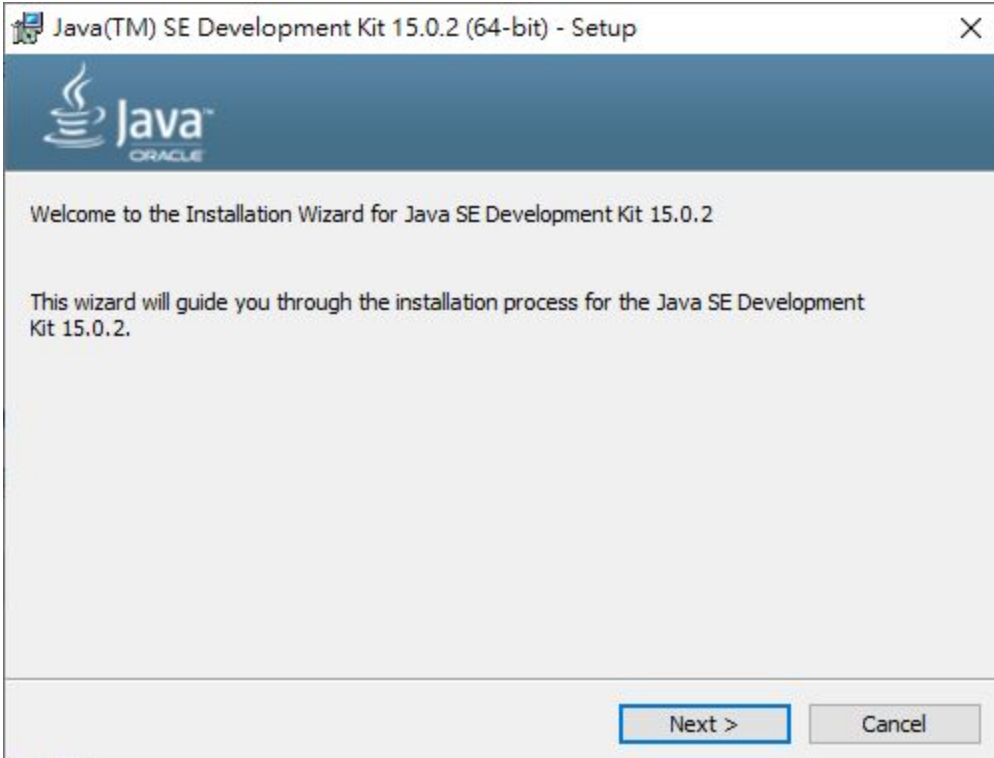 Java(TM) SE Development Kit 15.0.2 (64-bit) - Setup
Java™
ORACLE
Welcome to the Installation Wizard for Java SE Development Kit 15.0.2
This wizard will guide you through the installation process for the Java SE Development
Kit 15.0.2.
Next >
Cancel